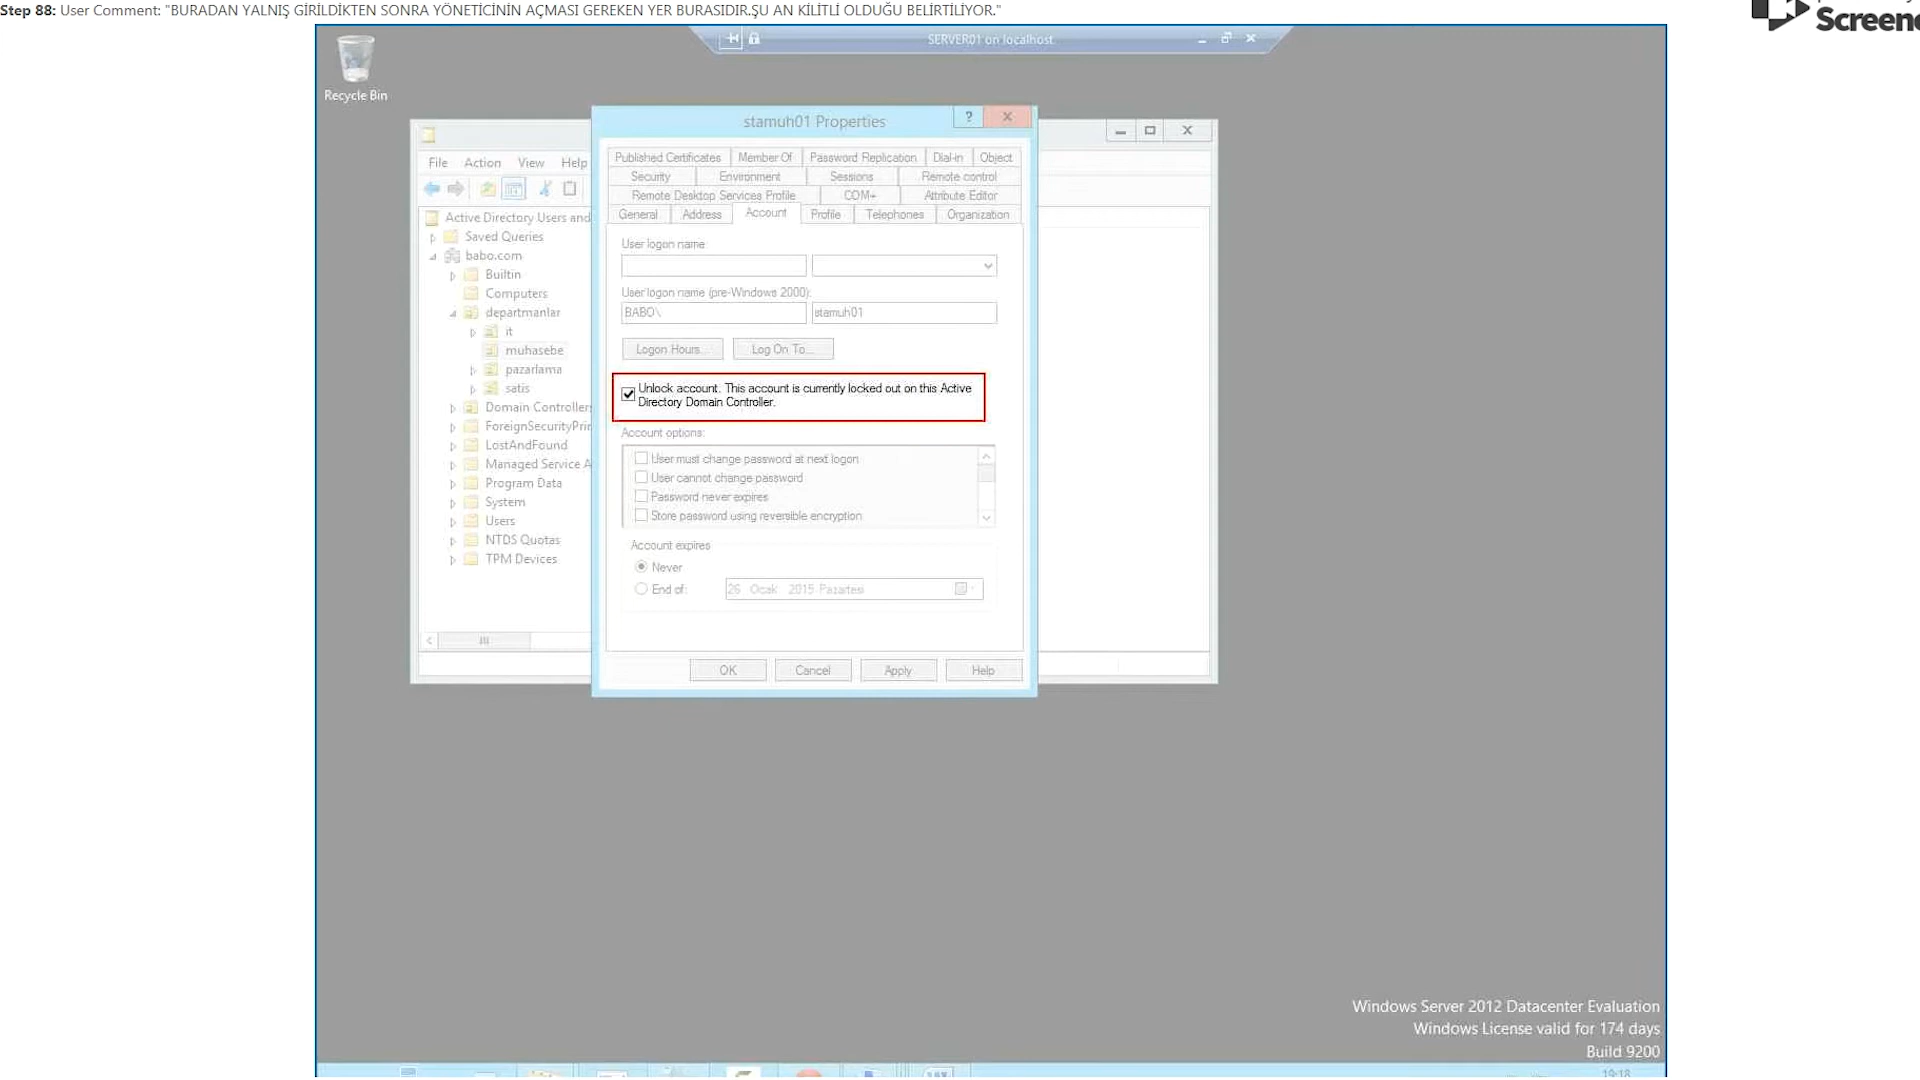 Step 88: User Comment: "BURADAN YALNIŞ GİRİLDİKTEN SONRA YÖNETİCİNİN AÇMASI GEREKEN YER BURASIDIR.ŞU AN KİLİTLİ OLDUĞU BELİRTİLİYOR."
SERVER01 on localhost
Recycle Bin
stamuh01 Properties
File Action View Help
Active Directory Users and
Saved Queries
babo.com
Builtin
Computers
departmanlar
it
muhasebe
pazarlama
satis
Domain Controllers
ForeignSecurityPrin
LostAndFound
Managed Service A
Program Data
System
Users
NTDS Quotas
TPM Devices
Published Certificates Member Of Password Replication Dial-in Object
Security Environment Sessions Remote control
Remote Desktop Services Profile COM+ Attribute Editor
General Address Account Profile Telephones Organization
User logon name:
User logon name (pre-Windows 2000):
BABO\ stamuh01
Logon Hours... Log On To...
Unlock account. This account is currently locked out on this Active
Directory Domain Controller.
Account options:
User must change password at next logon
User cannot change password
Password never expires
Store password using reversible encryption
Account expires
Never
End of: 26 Ocak 2015 Pazartesi
OK Cancel Apply Help
Windows Server 2012 Datacenter Evaluation
Windows License valid for 174 days
Build 9200
19:18